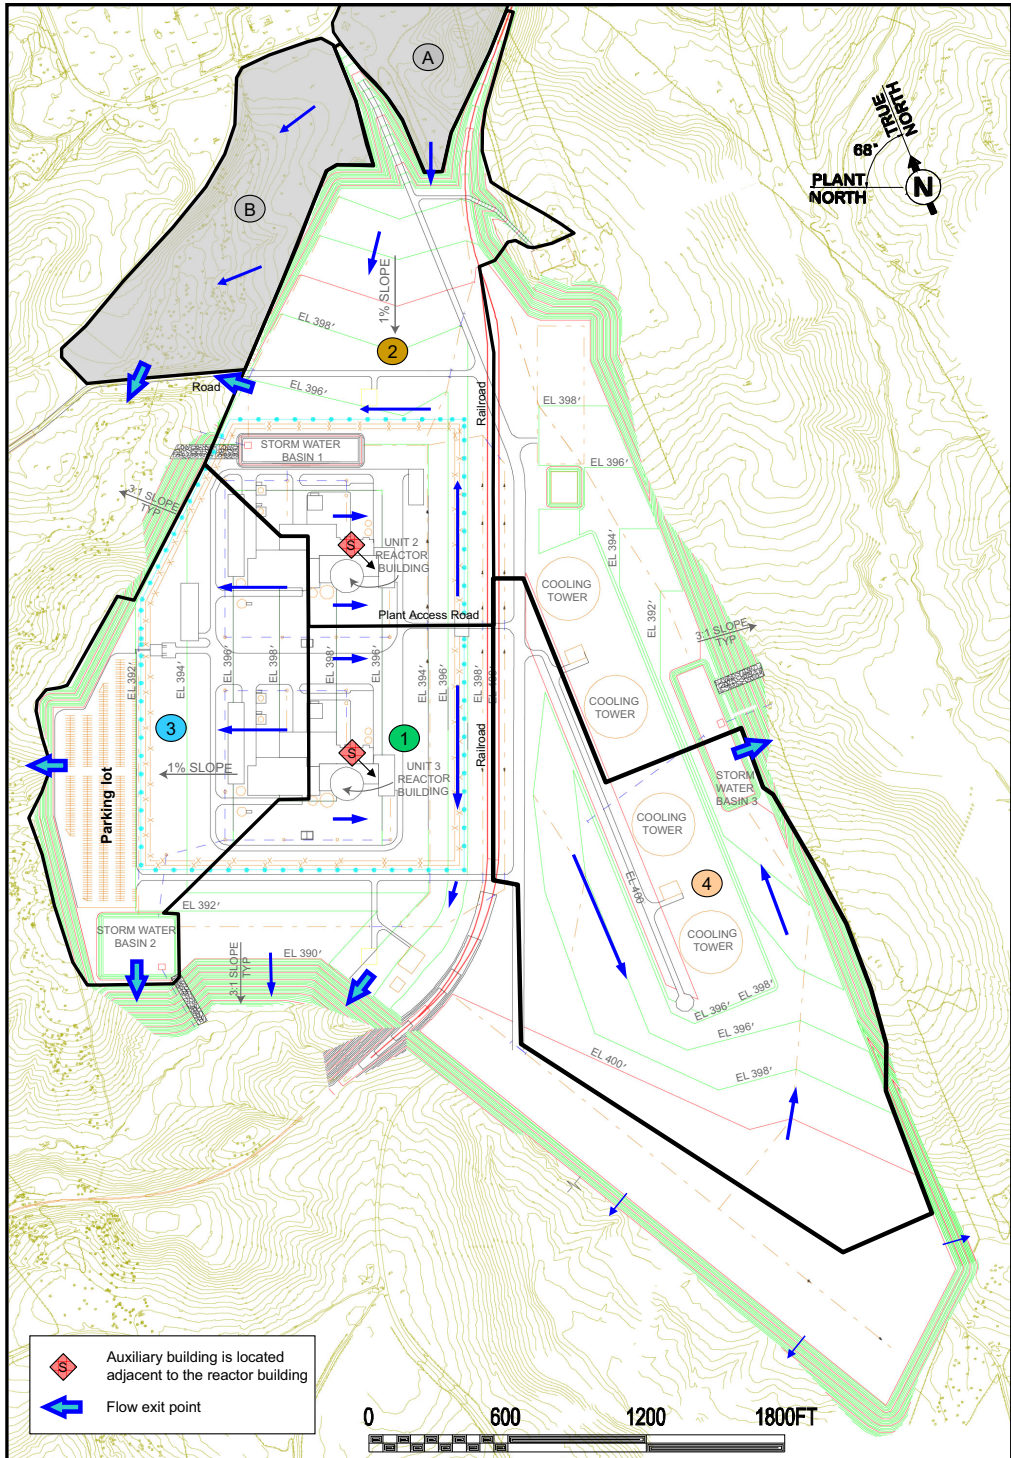 A
TRUE
NORTH
68°
PLANT
NORTH
N
B
1% SLOPE
EL 398'
2
Road
EL 396'
Railroad
EL 398'
STORM WATER
BASIN 1
EL 396'
3:1 SLOPE
TYP
S
UNIT 2
REACTOR
BUILDING
EL 394'
COOLING
TOWER
EL 392'
Plant Access Road
3:1 SLOPE
TYP
EL 392'
EL 394'
EL 396'
EL 398'
EL 398'
EL 396'
EL 394'
EL 396'
EL 398'
EL 400'
COOLING
TOWER
3
1
Railroad
S
1% SLOPE
UNIT 3
REACTOR
BUILDING
STORM
WATER
BASIN 3
Parking lot
COOLING
TOWER
4
EL 400
EL 392'
STORM WATER
BASIN 2
COOLING
TOWER
EL 390'
3:1 SLOPE
TYP
EL 396'
EL 398'
EL 396'
EL 400'
EL 398'
S
Auxiliary building is located
adjacent to the reactor building
Flow exit point
0 600 1200 1800FT